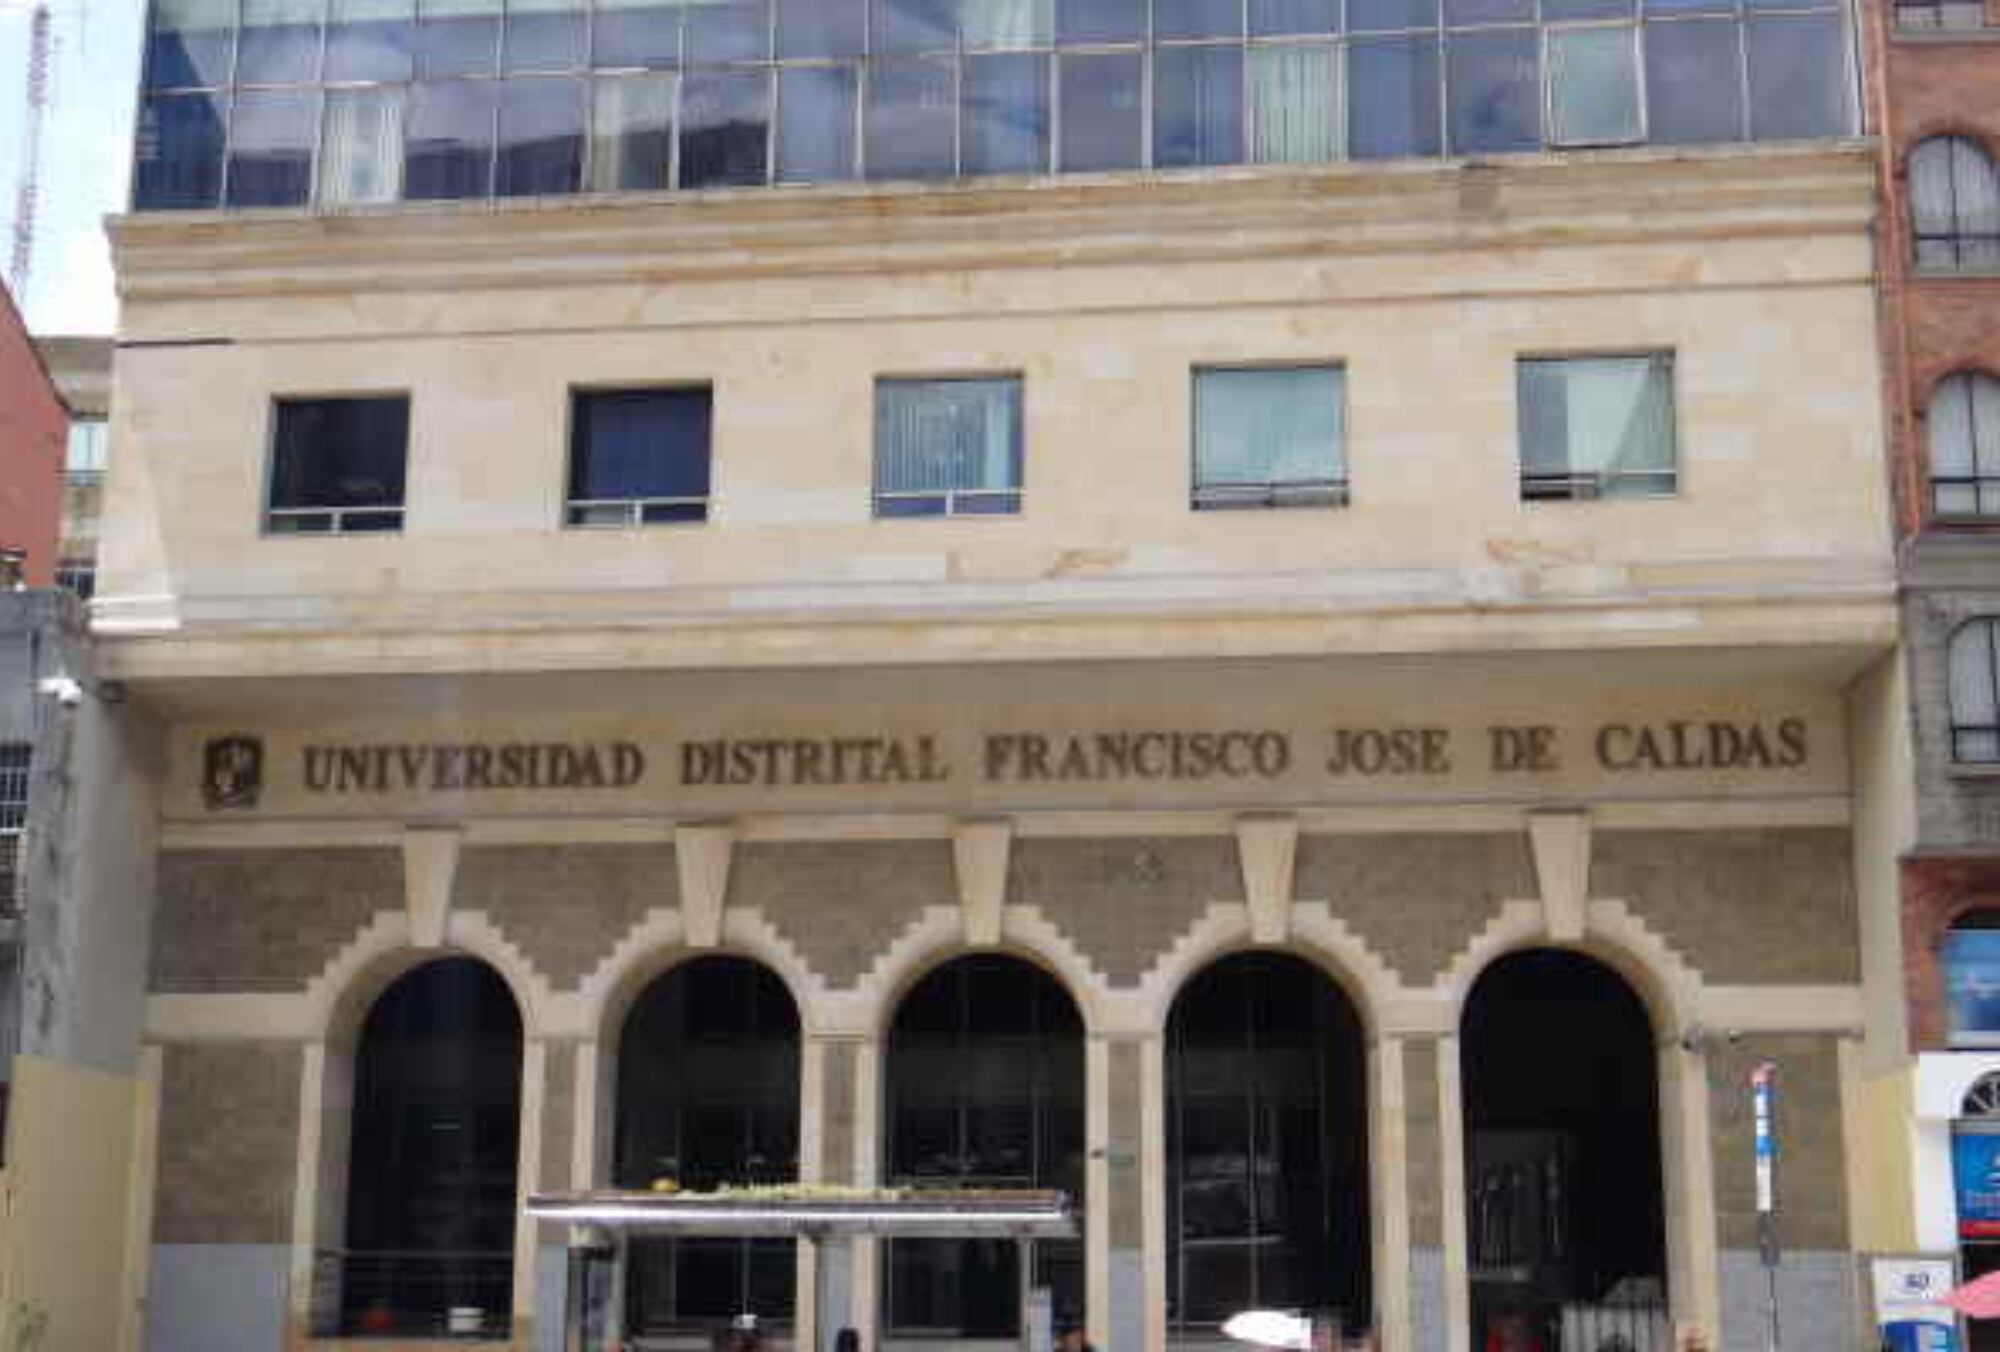 UNIVERSIDAD DISTRITAL FRANCISCO JOSE DE CALDAS